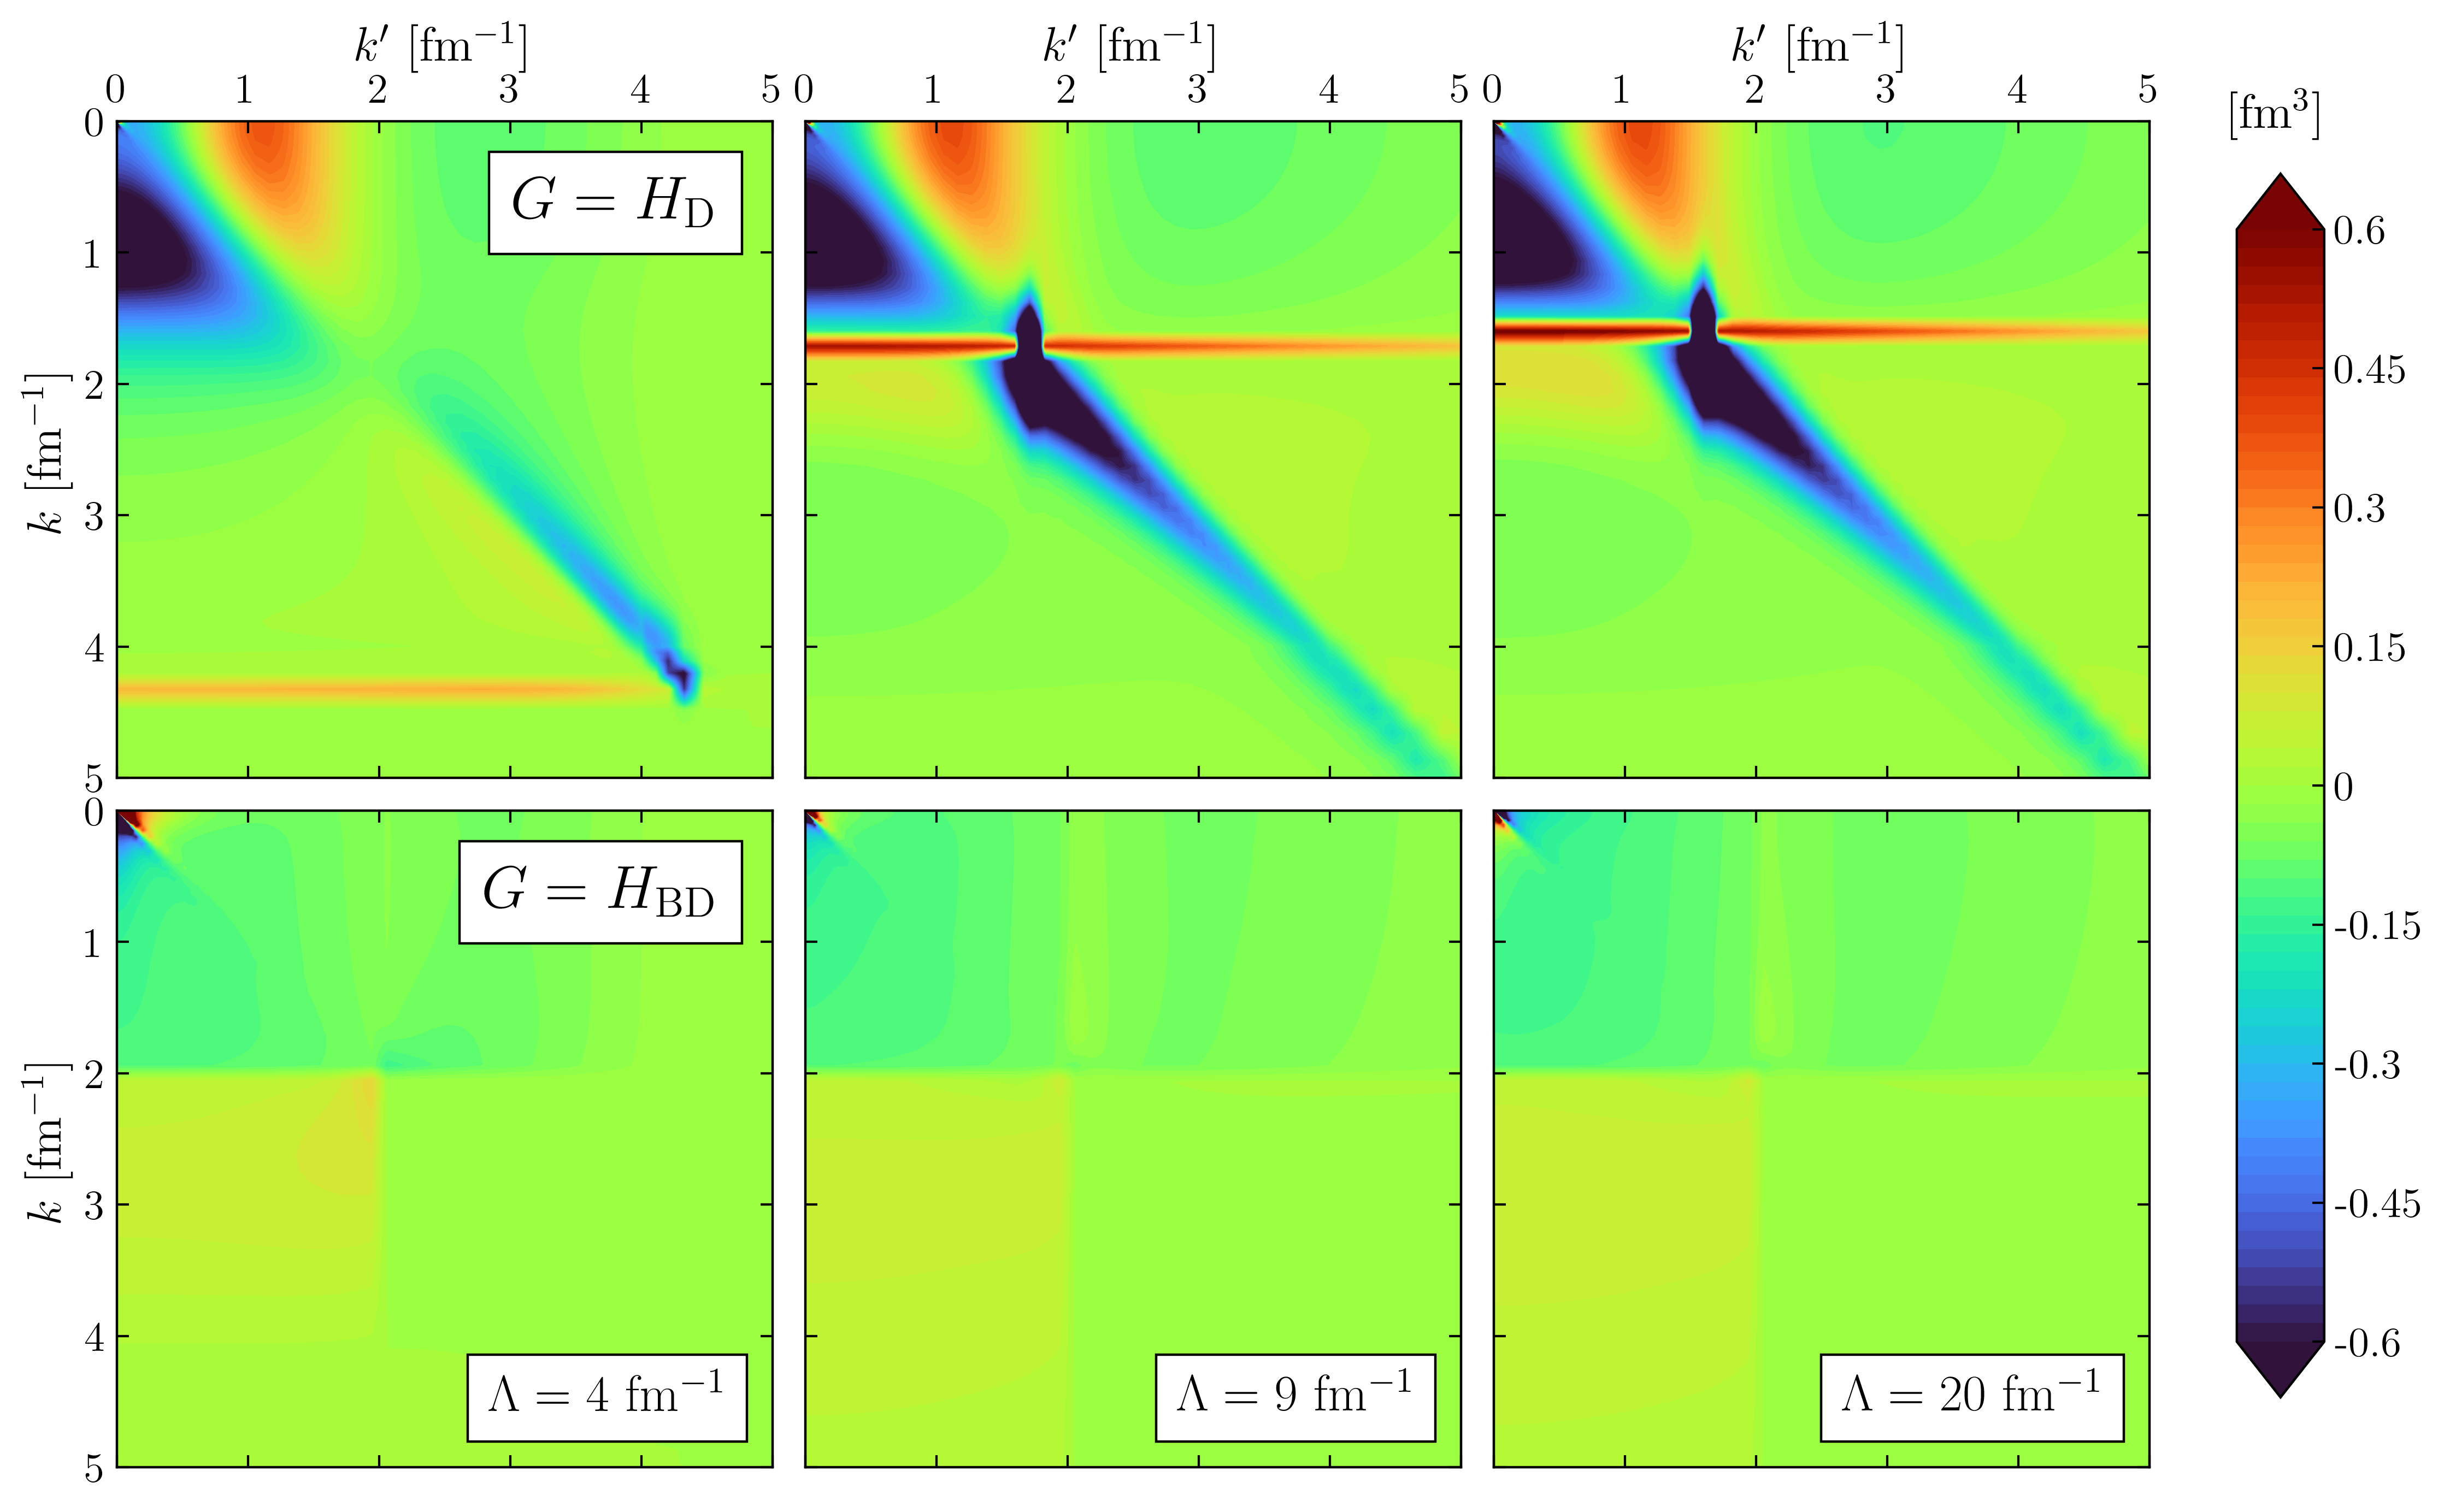 k′ [fm⁻¹] k′ [fm⁻¹] k′ [fm⁻¹]
0 1 2 3 4 5 0 1 2 3 4 5 0 1 2 3 4 5
[fm³]
0
1
2
3
4
5
k [fm⁻¹]
G = H_D
0
1
2
3
4
5
k [fm⁻¹]
G = H_BD
Λ = 4 fm⁻¹
Λ = 9 fm⁻¹
Λ = 20 fm⁻¹
0.6
0.45
0.3
0.15
0
-0.15
-0.3
-0.45
-0.6